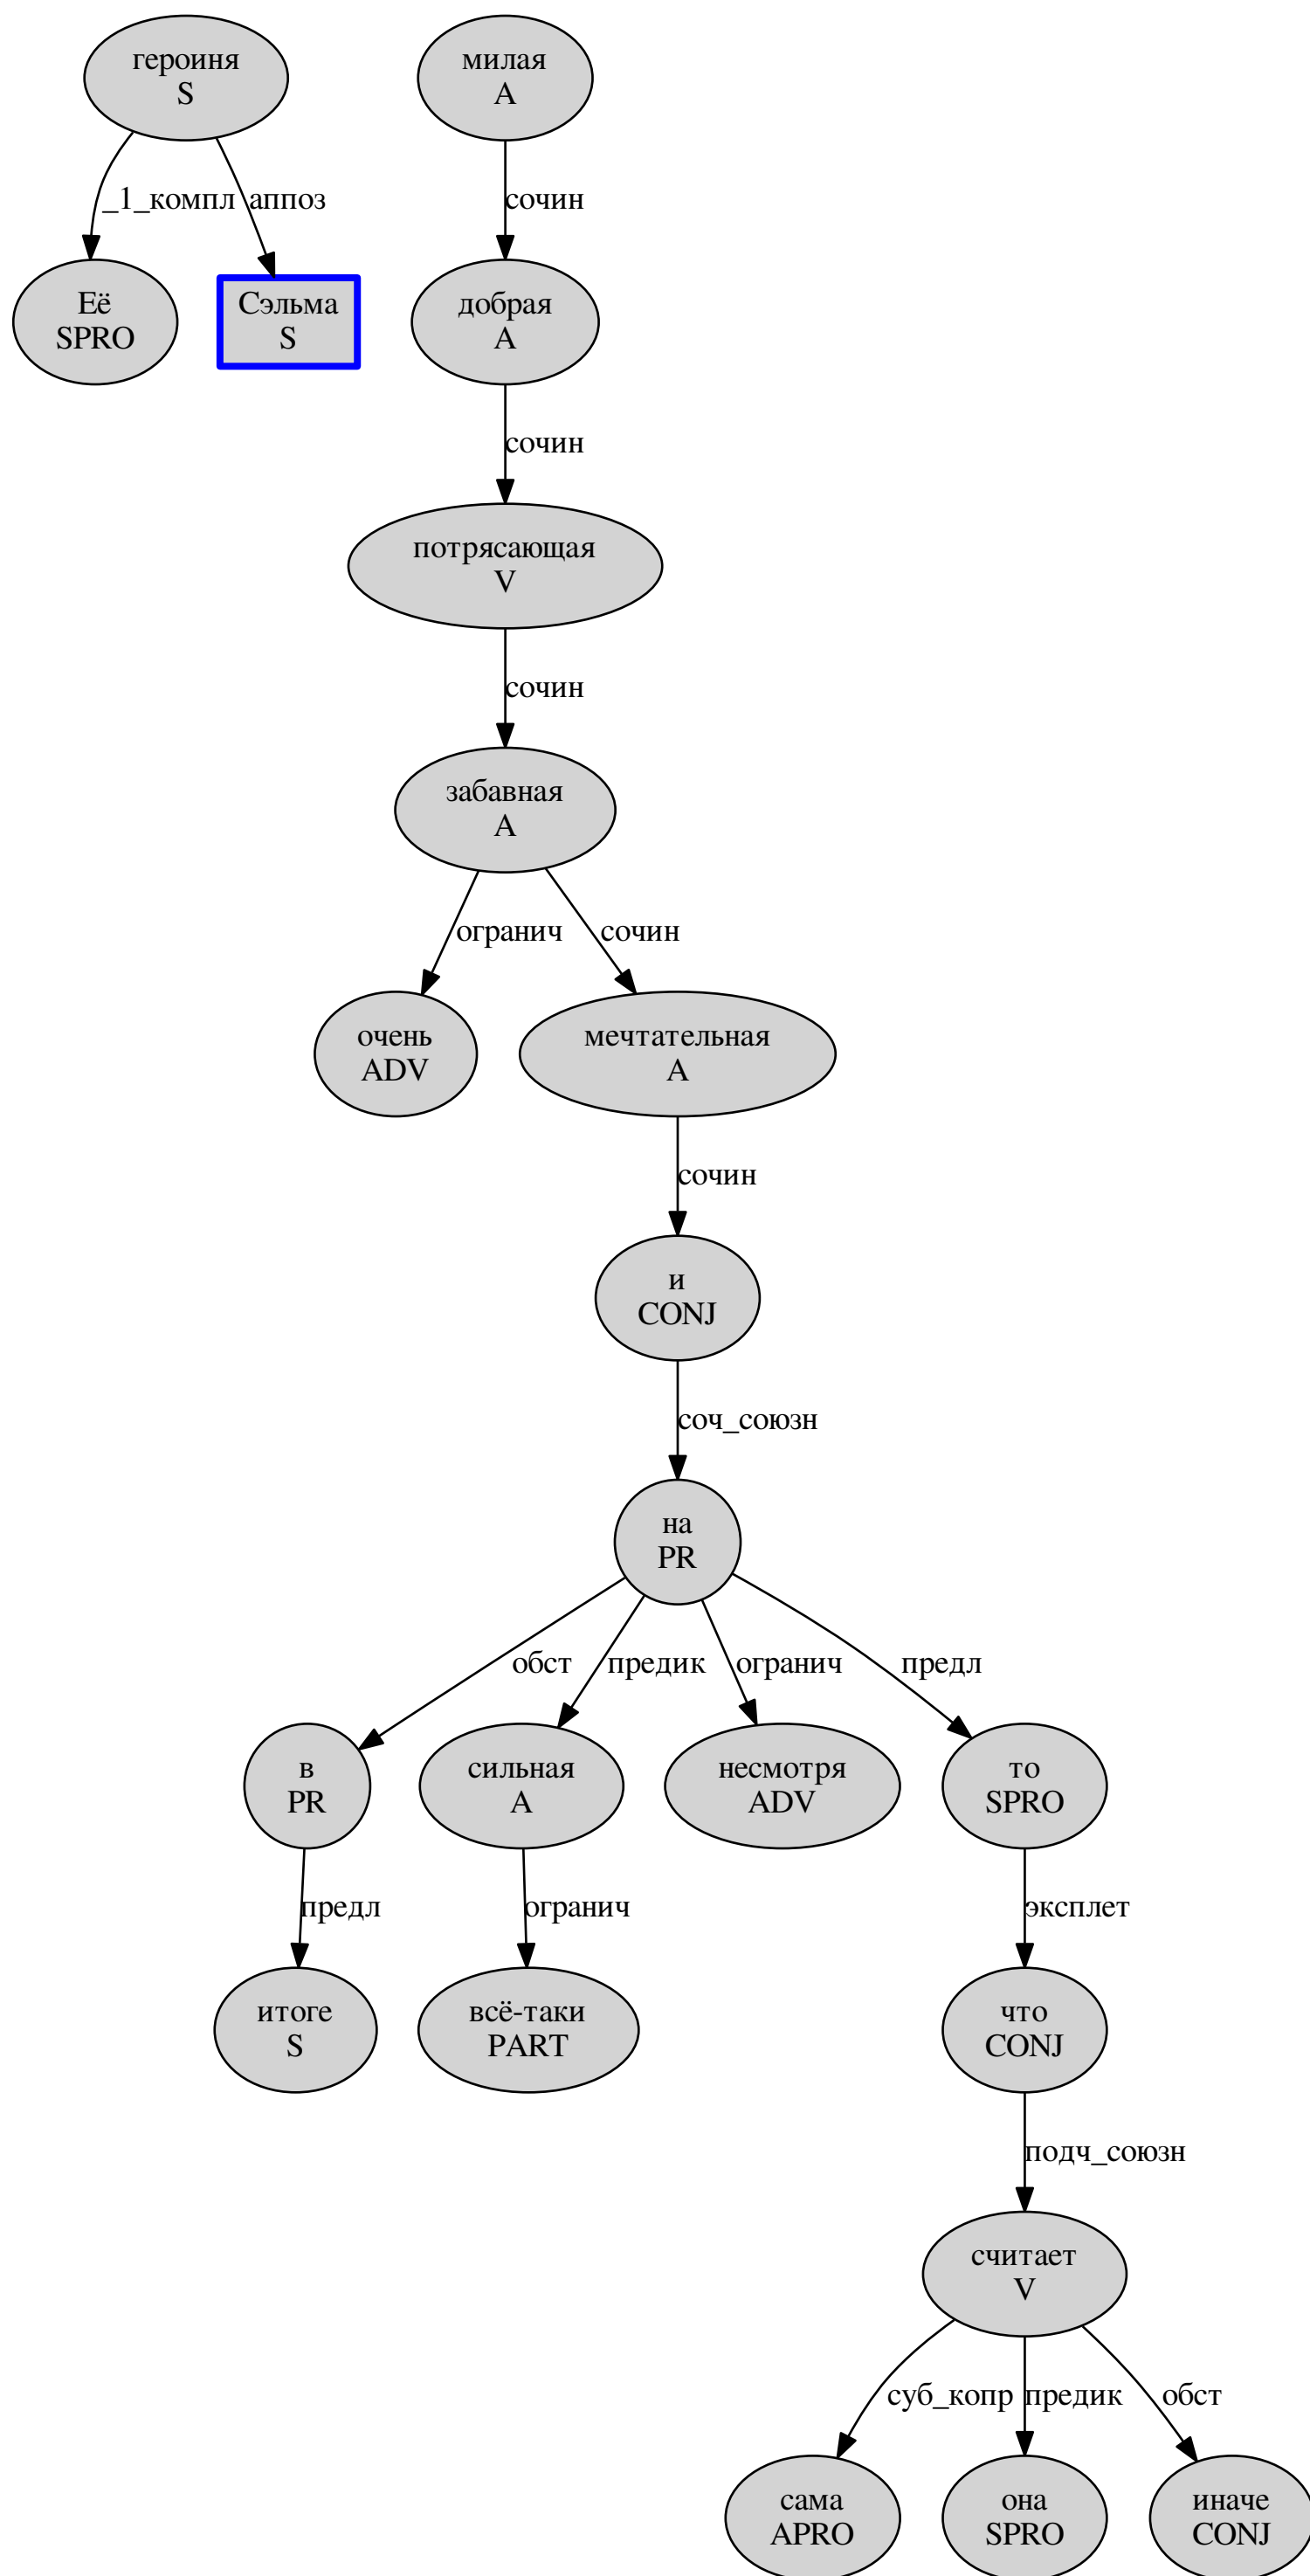 героиня
S
милая
A
_1_компл
аппоз
сочин
Её
SPRO
Сэльма
S
добрая
A
сочин
потрясающая
V
сочин
забавная
A
огранич
сочин
очень
ADV
мечтательная
A
сочин
и
CONJ
соч_союзн
на
PR
обст
предик
огранич
предл
в
PR
сильная
A
несмотря
ADV
то
SPRO
предл
огранич
эксплет
итоге
S
всё-таки
PART
что
CONJ
подч_союзн
считает
V
суб_копр
предик
обст
сама
APRO
она
SPRO
иначе
CONJ